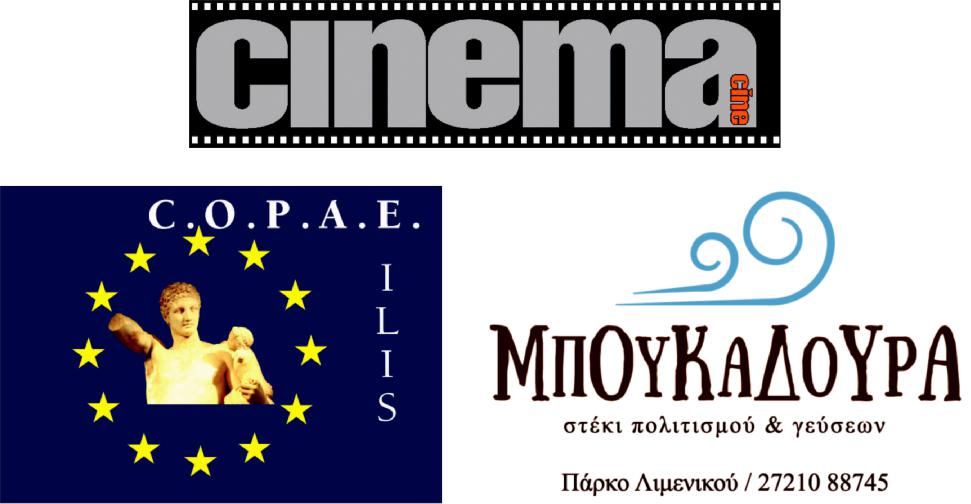 cinema
cine
C.O.P.A.E.
ILIS
ΜΠΟΥΚΑΔΟΥΡΑ
στέκι πολιτισμού & γεύσεων
Πάρκο Λιμενικού / 27210 88745